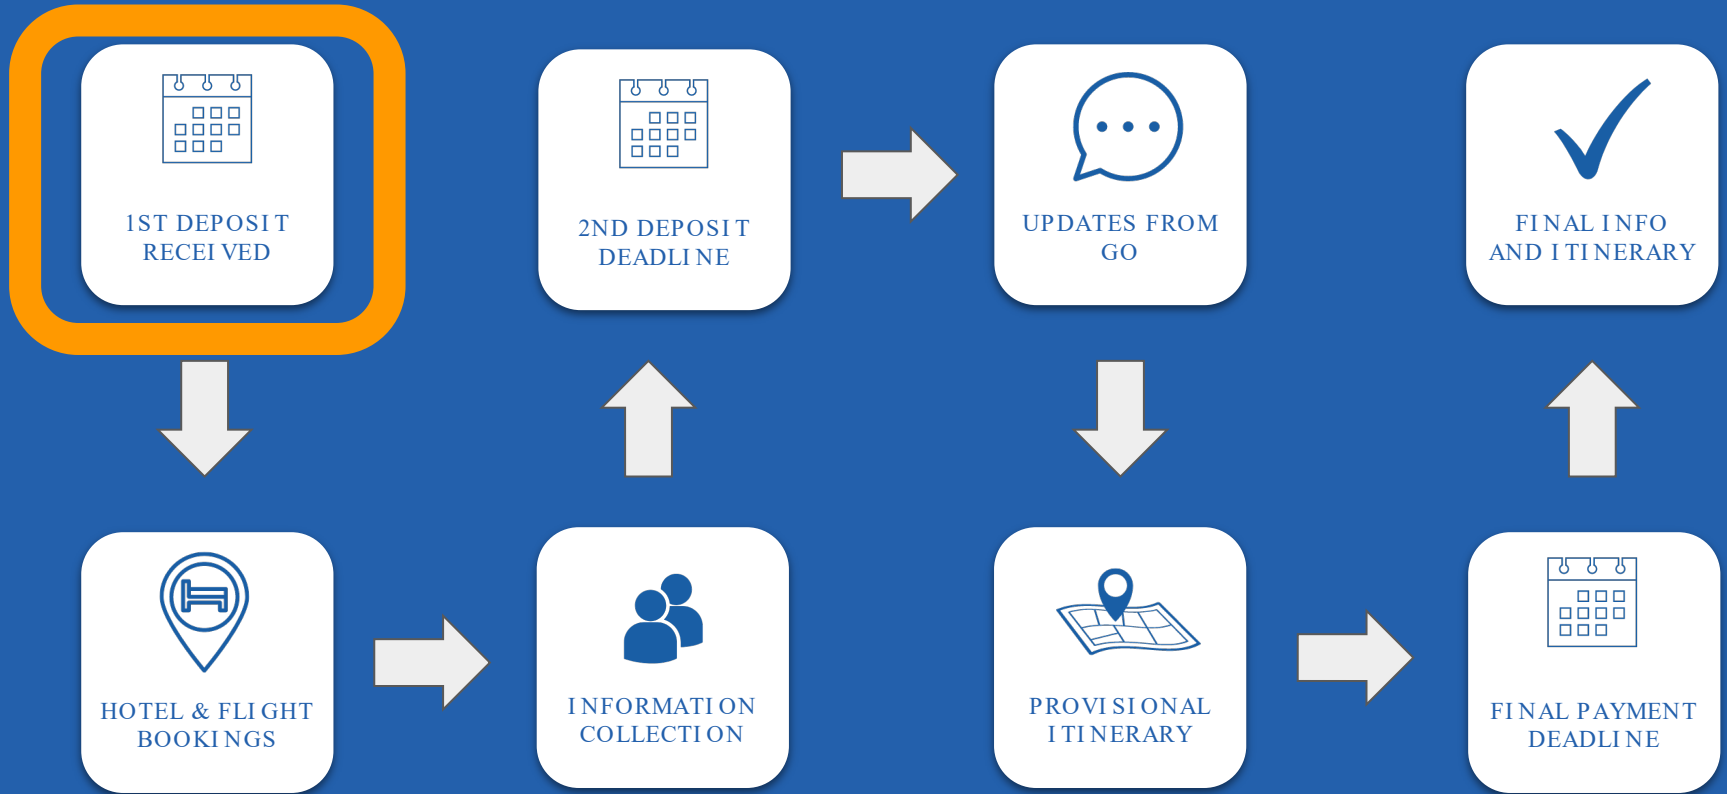 1ST DEPOSIT
RECEIVED
2ND DEPOSIT
DEADLINE
UPDATES FROM
GO
FINAL INFO
AND ITINERARY
HOTEL & FLIGHT
BOOKINGS
INFORMATION
COLLECTION
PROVISIONAL
ITINERARY
FINAL PAYMENT
DEADLINE